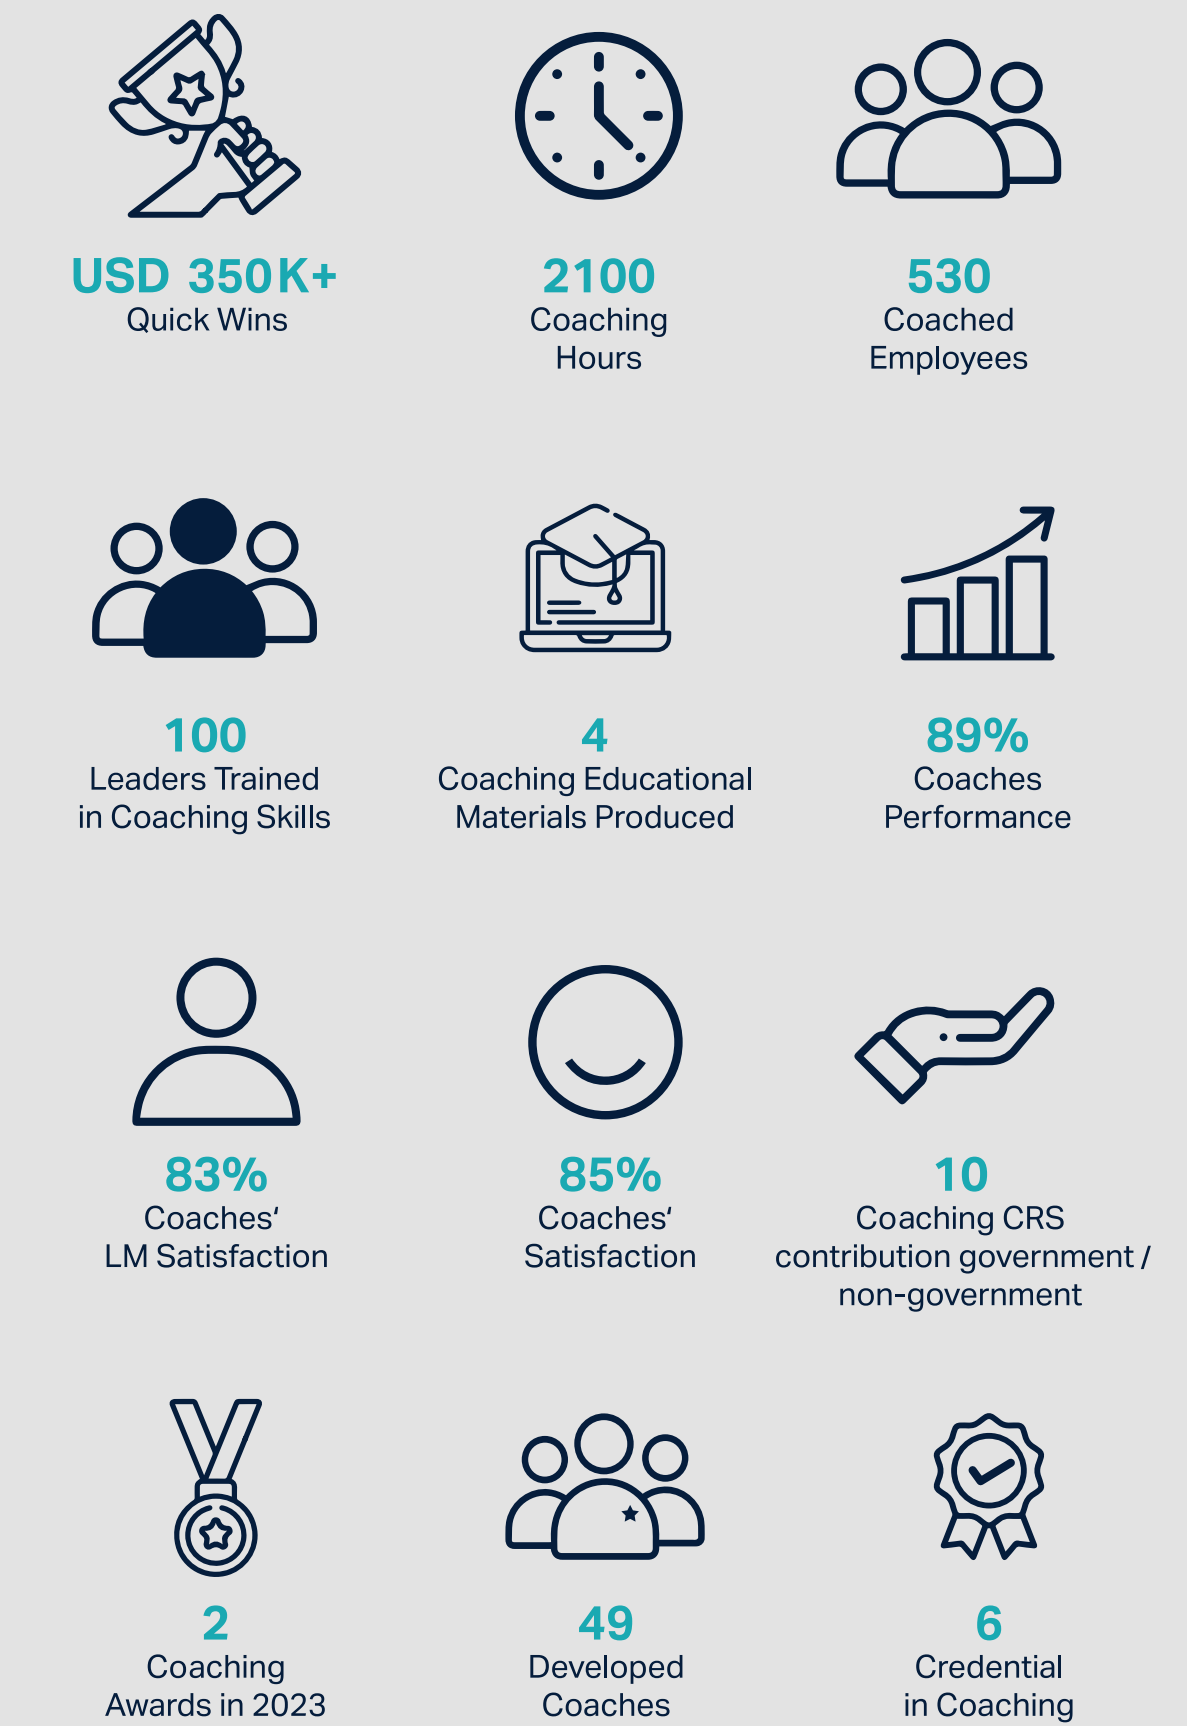 USD 350K+
Quick Wins
2100
Coaching
Hours
530
Coached
Employees
100
Leaders Trained
in Coaching Skills
4
Coaching Educational
Materials Produced
89%
Coaches
Performance
83%
Coaches‘
LM Satisfaction
85%
Coaches‘
Satisfaction
10
Coaching CRS
contribution government /
non-government
2
Coaching
Awards in 2023
49
Developed
Coaches
6
Credential
in Coaching